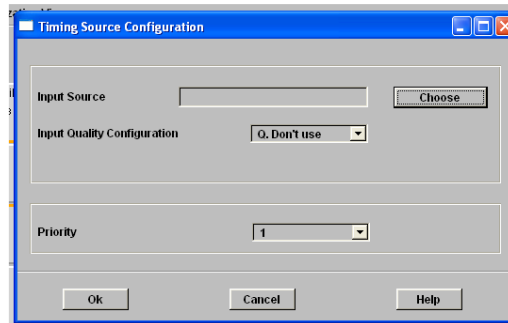 Timing Source Configuration
Input Source Choose
Input Quality Configuration Q. Don't use
Priority 1
Ok Cancel Help